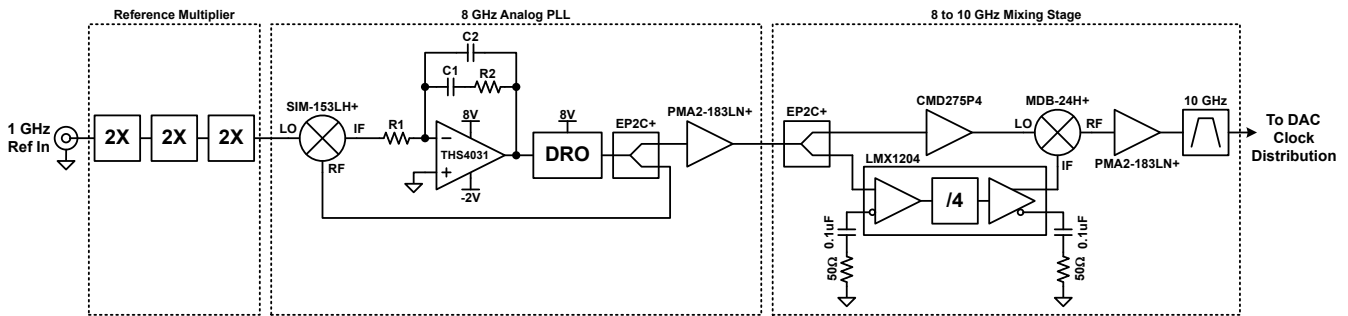 Reference Multiplier
8 GHz Analog PLL
8 to 10 GHz Mixing Stage
1 GHz
Ref In
2X
2X
2X
SIM-153LH+
LO
IF
RF
R1
C2
C1
R2
8V
THS4031
-2V
8V
DRO
EP2C+
PMA2-183LN+
EP2C+
CMD275P4
MDB-24H+
LO
RF
IF
LMX1204
/4
50Ω 0.1uF
50Ω 0.1uF
PMA2-183LN+
10 GHz
To DAC
Clock
Distribution